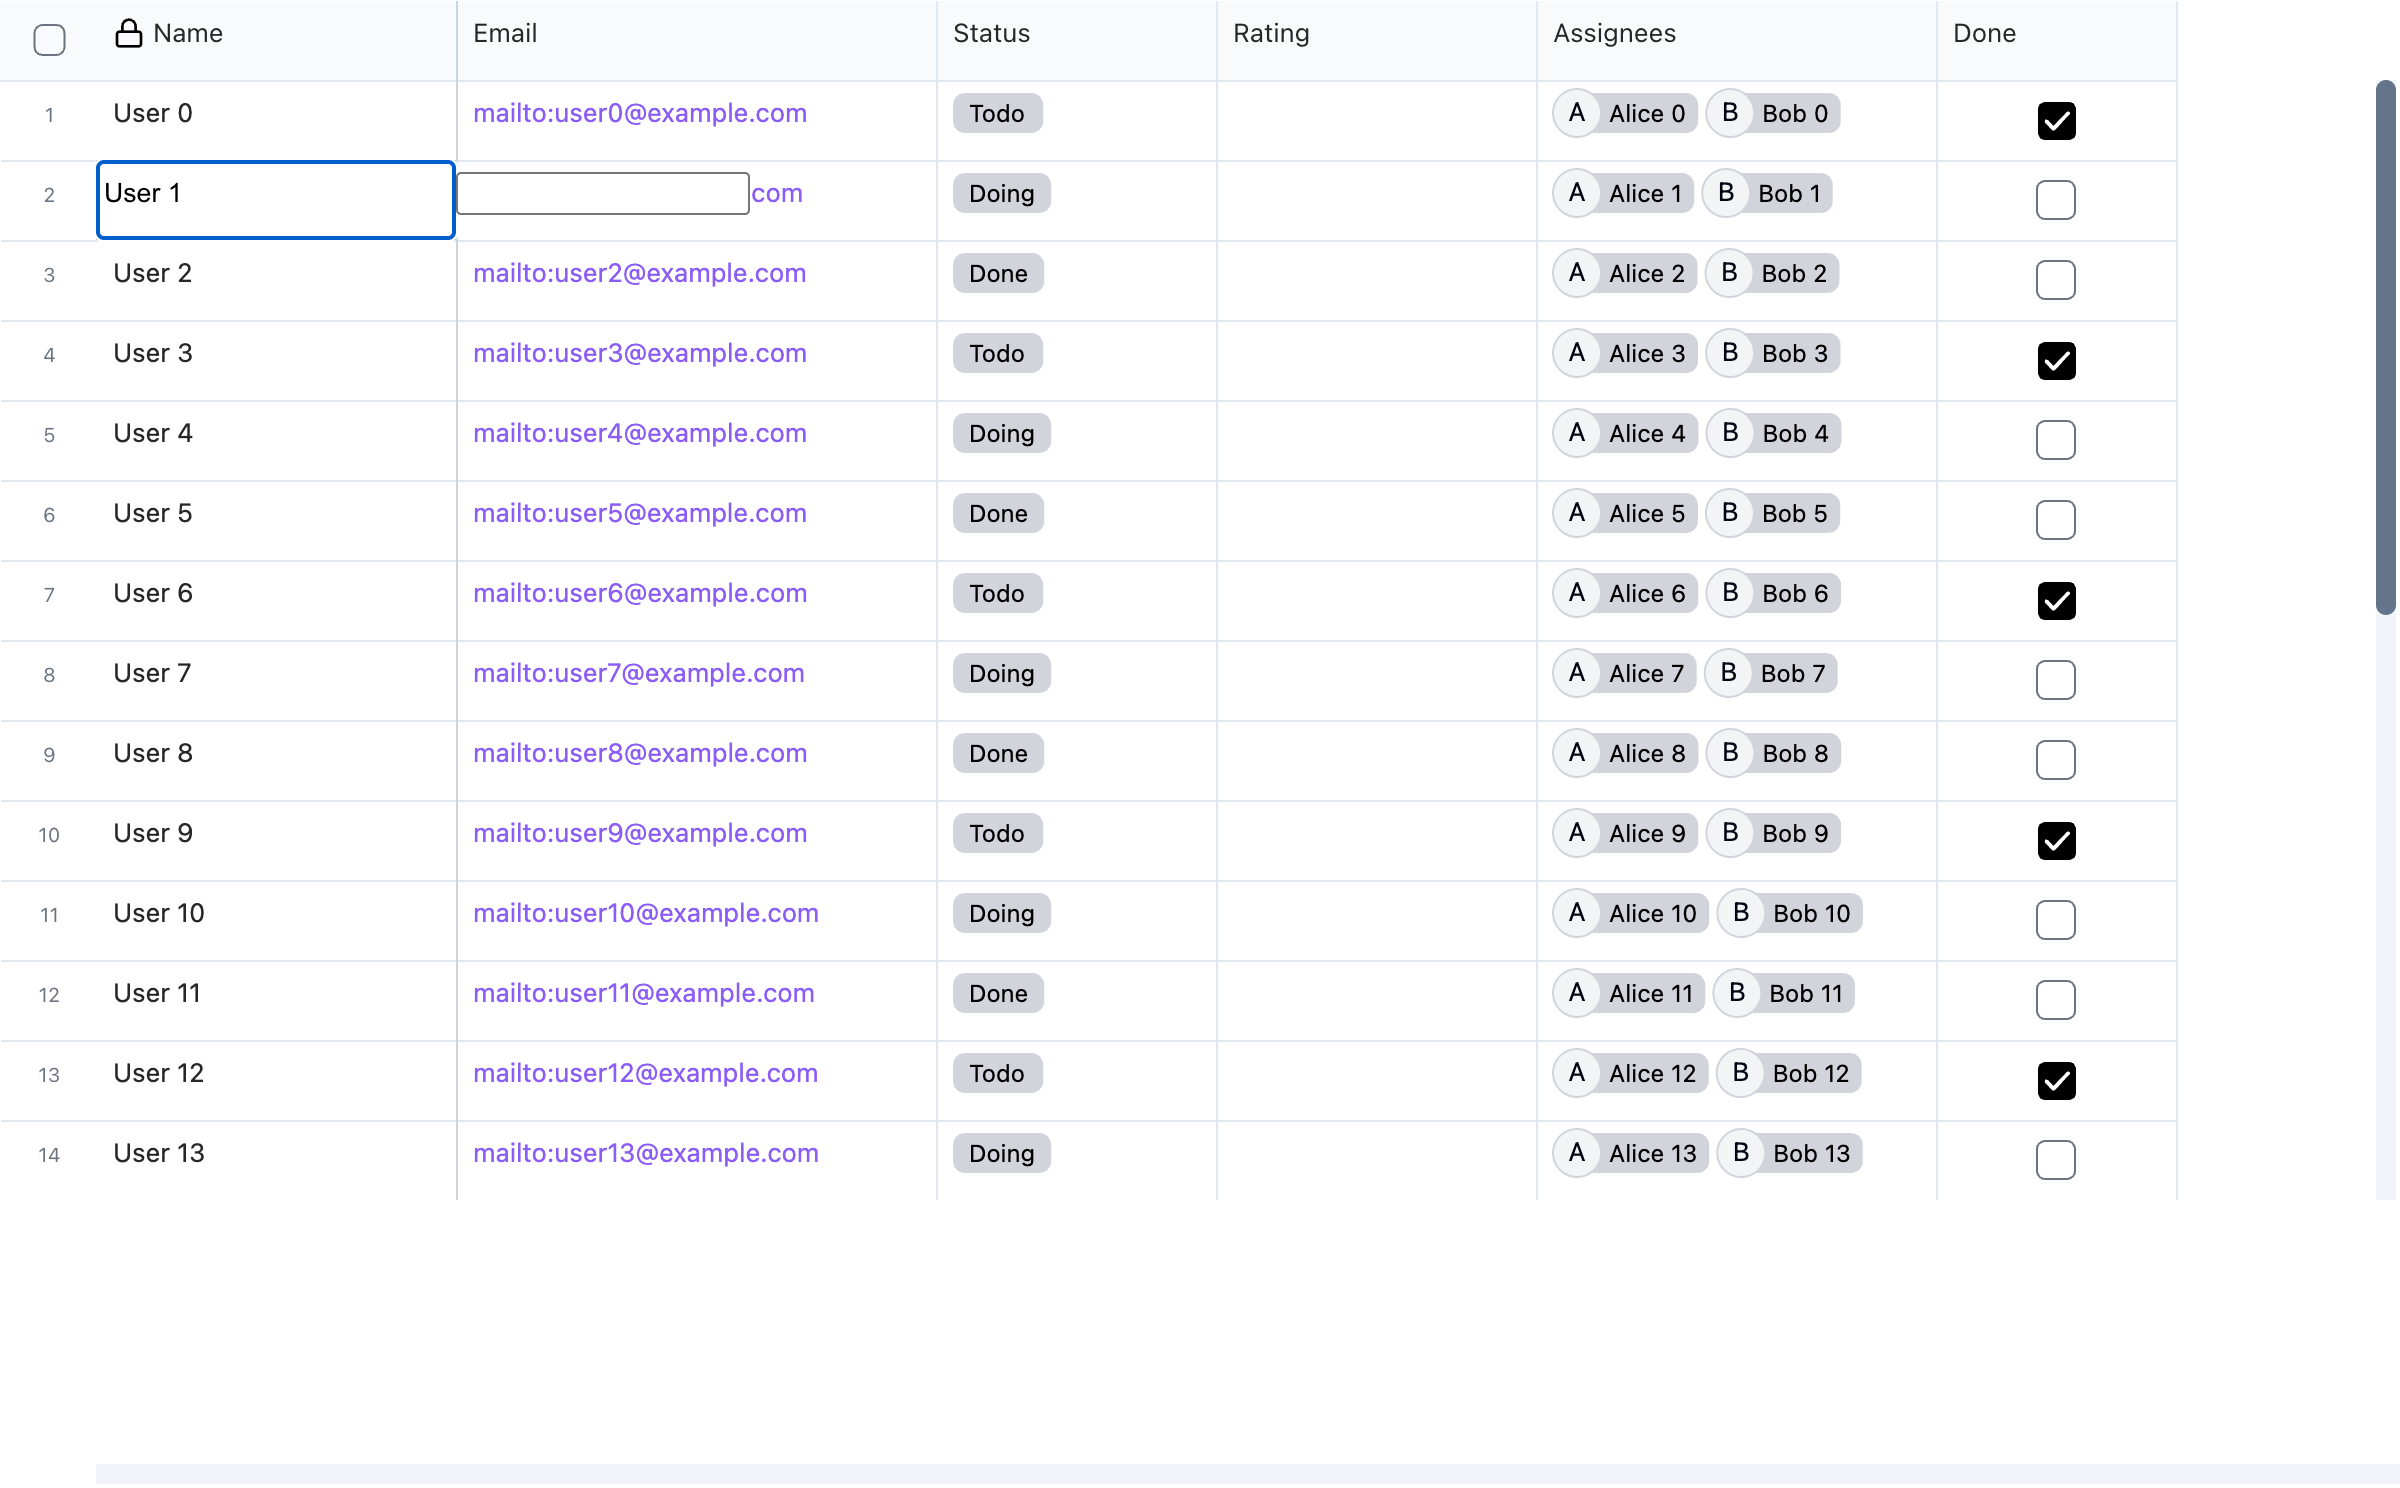 Name Email Status Rating Assignees Done
1 User 0 mailto:user0@example.com Todo A Alice 0 B Bob 0
2 User 1 com Doing A Alice 1 B Bob 1
3 User 2 mailto:user2@example.com Done A Alice 2 B Bob 2
4 User 3 mailto:user3@example.com Todo A Alice 3 B Bob 3
5 User 4 mailto:user4@example.com Doing A Alice 4 B Bob 4
6 User 5 mailto:user5@example.com Done A Alice 5 B Bob 5
7 User 6 mailto:user6@example.com Todo A Alice 6 B Bob 6
8 User 7 mailto:user7@example.com Doing A Alice 7 B Bob 7
9 User 8 mailto:user8@example.com Done A Alice 8 B Bob 8
10 User 9 mailto:user9@example.com Todo A Alice 9 B Bob 9
11 User 10 mailto:user10@example.com Doing A Alice 10 B Bob 10
12 User 11 mailto:user11@example.com Done A Alice 11 B Bob 11
13 User 12 mailto:user12@example.com Todo A Alice 12 B Bob 12
14 User 13 mailto:user13@example.com Doing A Alice 13 B Bob 13